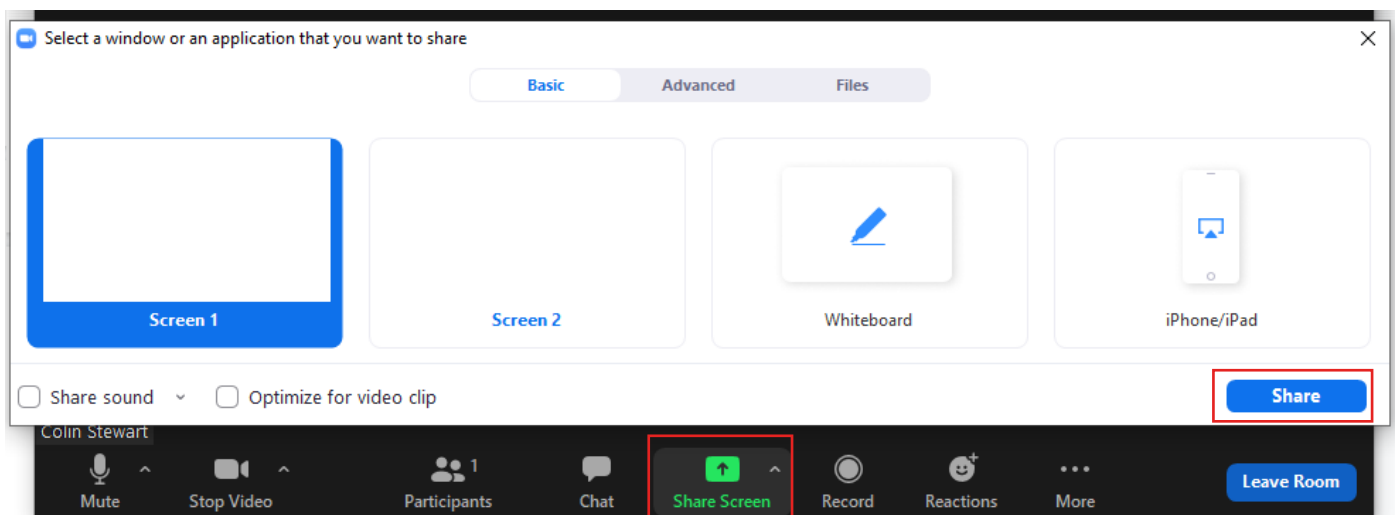 Select a window or an application that you want to share
Basic Advanced Files
Screen 1 Screen 2 Whiteboard iPhone/iPad
Share sound Optimize for video clip Share
Colin Stewart
1
Mute Stop Video Participants Chat Share Screen Record Reactions More Leave Room